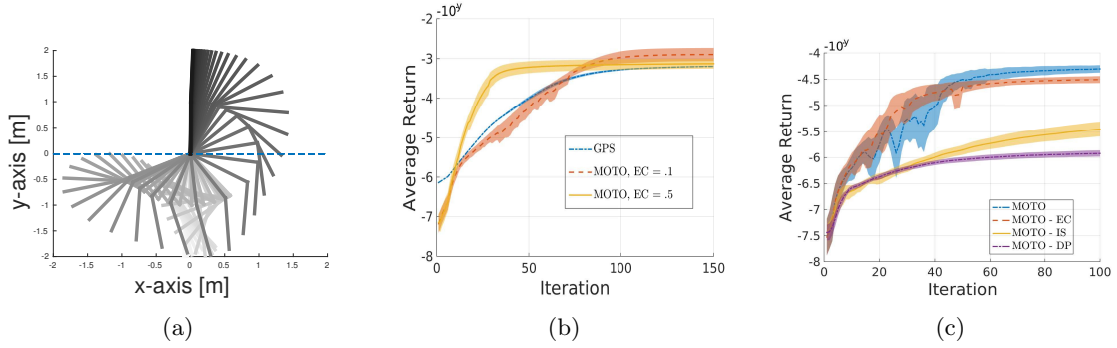 2
1.5
1
0.5
0
-0.5
-1
-1.5
-2
-2 -1.5 -1 -0.5 0 0.5 1 1.5 2
y-axis [m]
x-axis [m]
(a)
-10^y
-2
-3
-4
-5
-6
-7
-8
0 50 100 150
Average Return
Iteration
GPS
MOTO, EC = .1
MOTO, EC = .5
(b)
-10^y
-4
-4.5
-5
-5.5
-6
-6.5
-7
-7.5
-8
0 20 40 60 80 100
Average Return
Iteration
MOTO
MOTO - EC
MOTO - IS
MOTO - DP
(c)